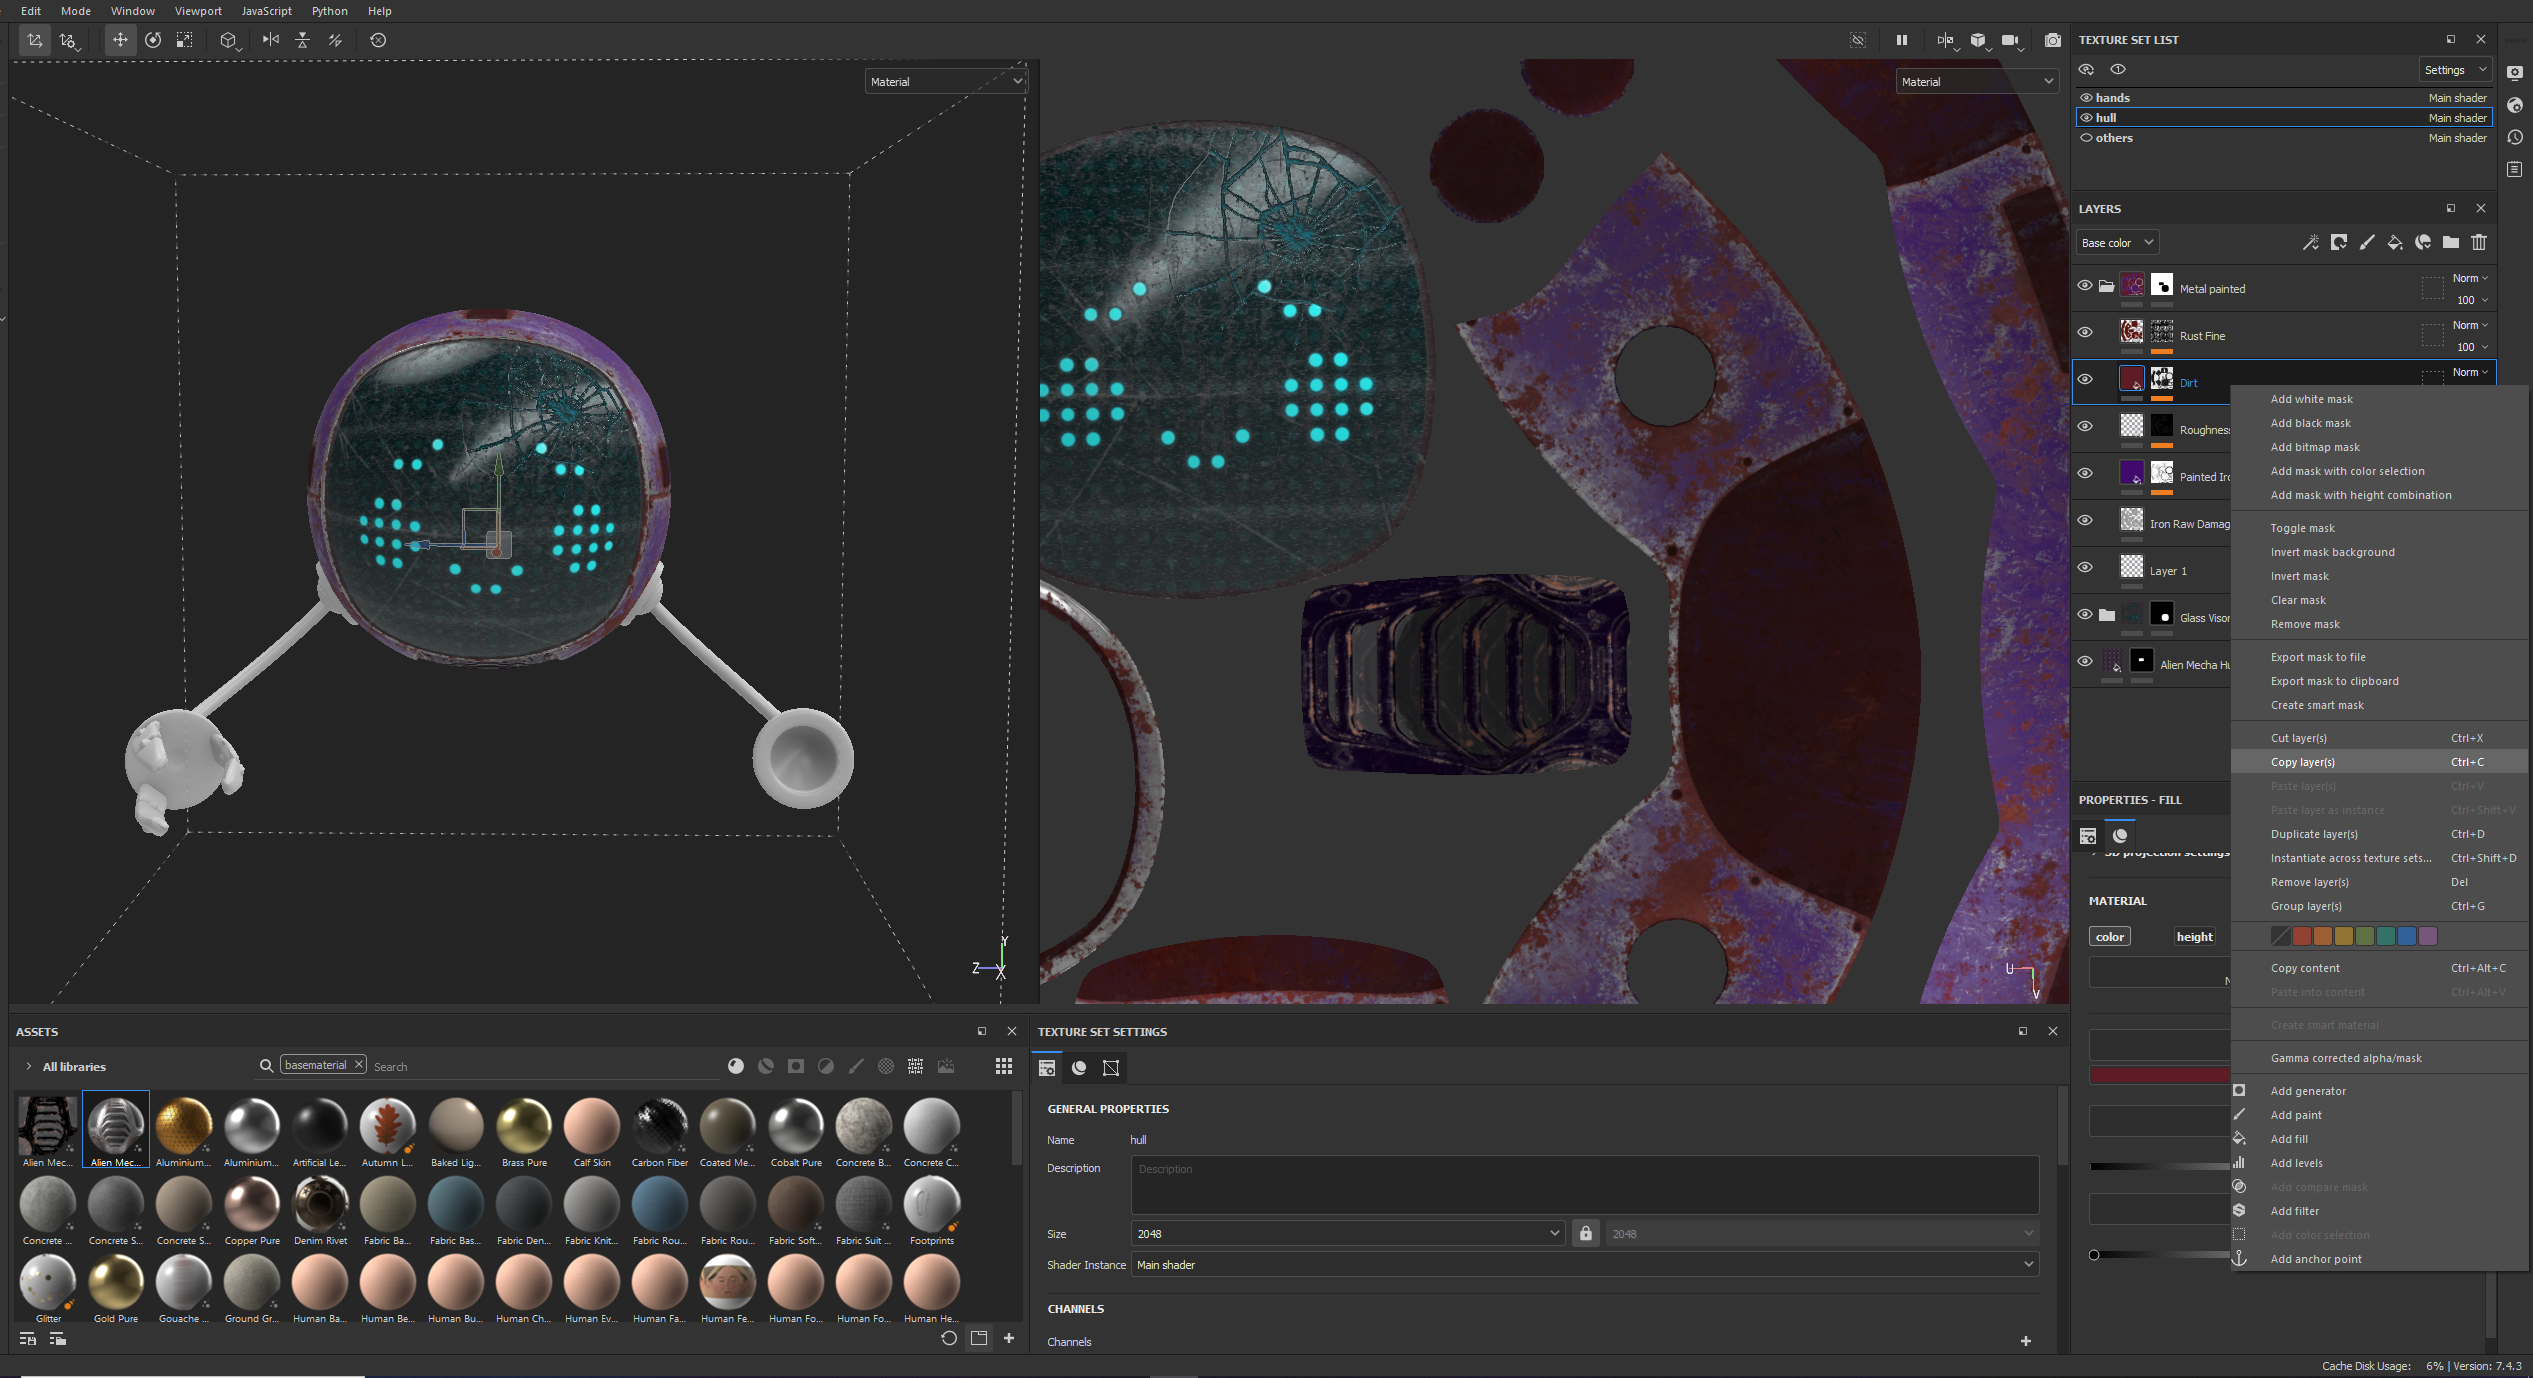 Edit Mode Window Viewport JavaScript Python Help
Material
Material
TEXTURE SET LIST
Settings
hands Main shader
hull Main shader
others Main shader
LAYERS
Base color
Metal painted Norm 100
Rust Fine Norm 100
Dirt Norm
Roughness
Painted Iro
Iron Raw Damag
Layer 1
Glass Visor
Alien Mecha Hu
Add white mask
Add black mask
Add bitmap mask
Add mask with color selection
Add mask with height combination
Toggle mask
Invert mask background
Invert mask
Clear mask
Remove mask
Export mask to file
Export mask to clipboard
Create smart mask
Cut layer(s) Ctrl+X
Copy layer(s) Ctrl+C
Paste layer(s) Ctrl+V
Paste layer as instance Ctrl+Shift+V
Duplicate layer(s) Ctrl+D
Instantiate across texture sets... Ctrl+Shift+D
Remove layer(s) Del
Group layer(s) Ctrl+G
Copy content Ctrl+Alt+C
Paste into content Ctrl+Alt+V
Create smart material
Gamma corrected alpha/mask
Add generator
Add paint
Add fill
Add levels
Add compare mask
Add filter
Add color selection
Add anchor point
PROPERTIES - FILL
3D projection settings
MATERIAL
color height
Y
Z
X
U
V
ASSETS
All libraries basematerial Search
Alien Mec... Alien Mec... Aluminium... Aluminium... Artificial Le... Autumn L... Baked Lig... Brass Pure Calf Skin Carbon Fiber Coated Me... Cobalt Pure Concrete B... Concrete C...
Concrete ... Concrete S... Concrete S... Copper Pure Denim Rivet Fabric Ba... Fabric Bas... Fabric Den... Fabric Knit... Fabric Rou... Fabric Rou... Fabric Soft... Fabric Suit ... Footprints
Glitter Gold Pure Gouache ... Ground Gr... Human Ba... Human Be... Human Bu... Human Ch... Human Ev... Human Fa... Human Fe... Human Fo... Human Fo... Human He...
TEXTURE SET SETTINGS
GENERAL PROPERTIES
Name hull
Description Description
Size 2048 2048
Shader Instance Main shader
CHANNELS
Channels
Cache Disk Usage: 6% | Version: 7.4.3